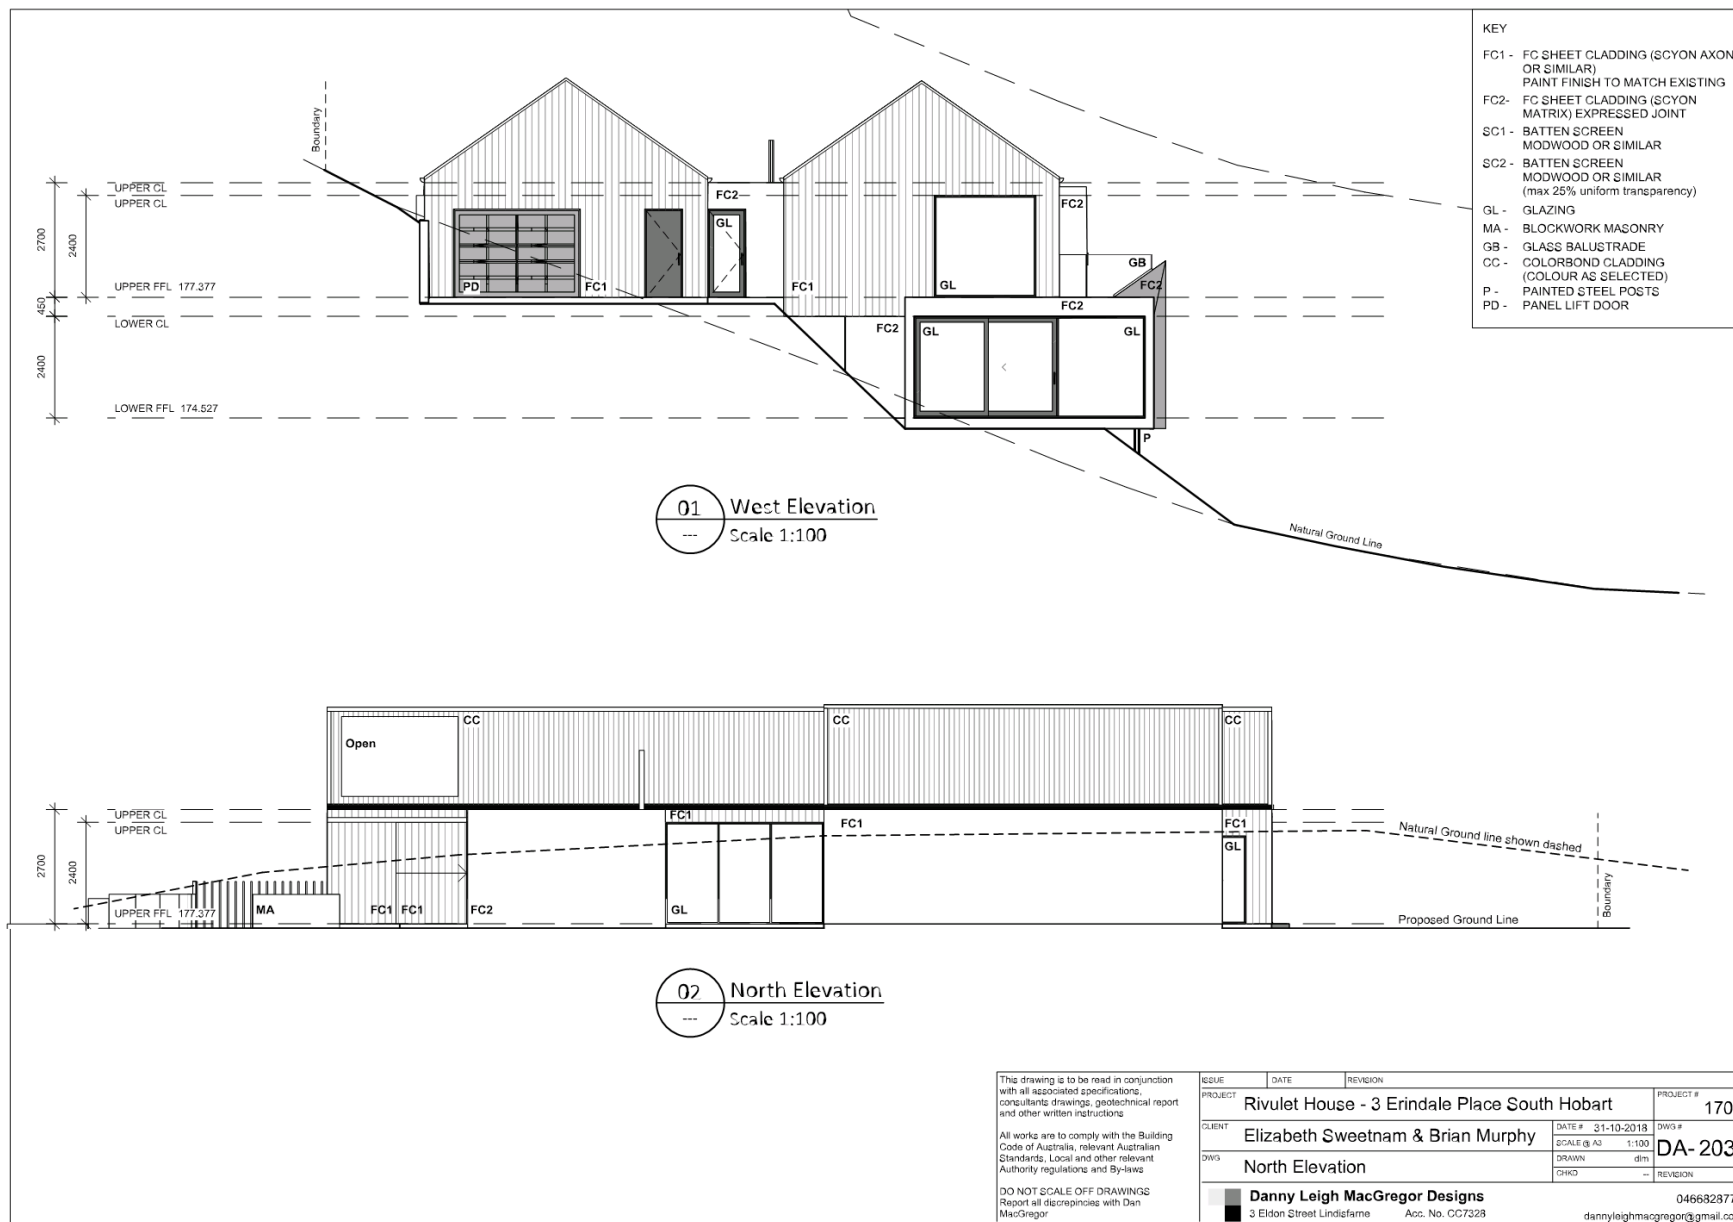 KEY
FC1 - FC SHEET CLADDING (SCYON AXON
OR SIMILAR)
PAINT FINISH TO MATCH EXISTING
FC2- FC SHEET CLADDING (SCYON
MATRIX) EXPRESSED JOINT
SC1 - BATTEN SCREEN
MODWOOD OR SIMILAR
SC2 - BATTEN SCREEN
MODWOOD OR SIMILAR
(max 25% uniform transparency)
GL - GLAZING
MA - BLOCKWORK MASONRY
GB - GLASS BALUSTRADE
CC - COLORBOND CLADDING
(COLOUR AS SELECTED)
P - PAINTED STEEL POSTS
PD - PANEL LIFT DOOR
Boundary
UPPER CL
UPPER CL
2700
2400
UPPER FFL 177.377
450
LOWER CL
2400
LOWER FFL 174.527
FC2
GL
FC2
GB
PD
FC1
FC1
GL
FC2
FC2
FC2
GL
GL
P
01
---
West Elevation
Scale 1:100
Natural Ground Line
CC
CC
CC
Open
UPPER CL
UPPER CL
2700
2400
FC1
FC1
FC1
GL
Natural Ground line shown dashed
Boundary
UPPER FFL 177.377
MA
FC1
FC1
FC2
GL
Proposed Ground Line
02
---
North Elevation
Scale 1:100
This drawing is to be read in conjunction
with all associated specifications,
consultants drawings, geotechnical report
and other written instructions
All works are to comply with the Building
Code of Australia, relevant Australian
Standards, Local and other relevant
Authority regulations and By-laws
DO NOT SCALE OFF DRAWINGS
Report all discrepincies with Dan
MacGregor
ISSUE DATE REVISION
PROJECT Rivulet House - 3 Erindale Place South Hobart
PROJECT # 170
CLIENT Elizabeth Sweetnam & Brian Murphy
DATE # 31-10-2018
SCALE @ A3 1:100
DRAWN dlm
CHKD --
DWG # DA- 203
REVISION
DWG North Elevation
Danny Leigh MacGregor Designs
3 Eldon Street Lindisfarne Acc. No. CC7328
046682877
dannyleighmacgregor@gmail.co